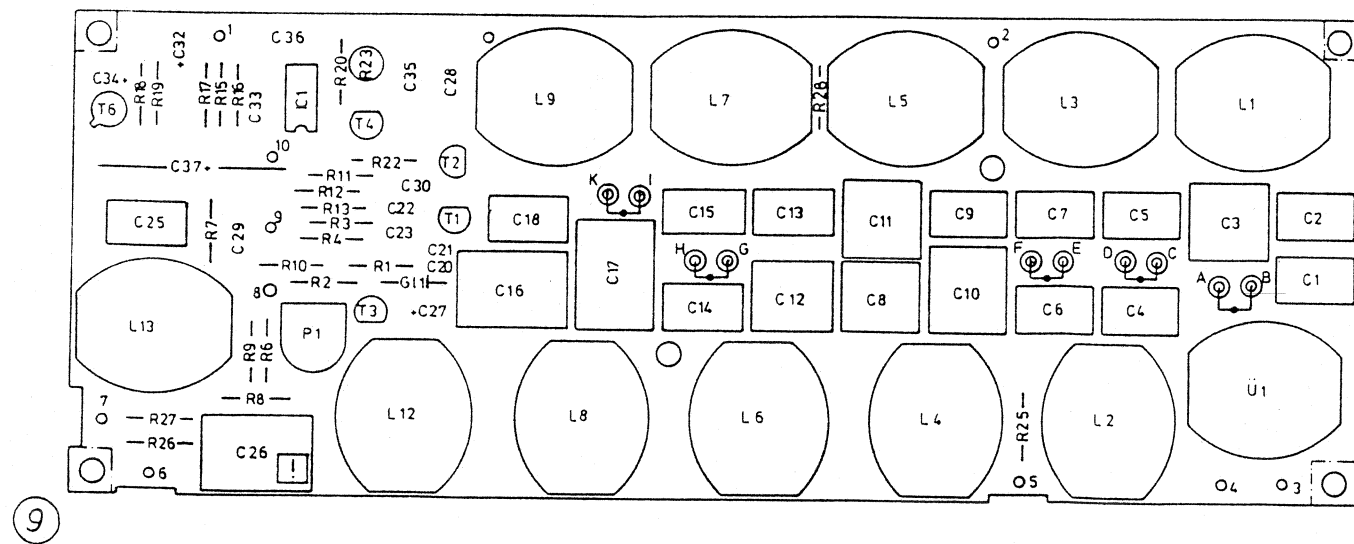 1
C36
C32
2
R20
R23
C34
R18
R19
R17
R15
R16
C33
IC1
C35
C28
L9
L7
R28
L5
L3
L1
T6
T4
10
C37
R22
T2
R11
R12
C30
K
I
R13
C22
T1
R3
C23
R4
C25
R7
C29
9
C18
C15
C13
C11
C9
C7
C5
C3
C2
C21
C20
R10
R1
R2
Gl1
C16
C17
H
G
F
E
D
C
A
B
C1
8
L13
P1
T3
C27
C14
C12
C8
C10
C6
C4
R9
R6
R8
L12
L8
L6
L4
R25
L2
Ü1
7
R27
R26
C26
!
6
5
4
3
9